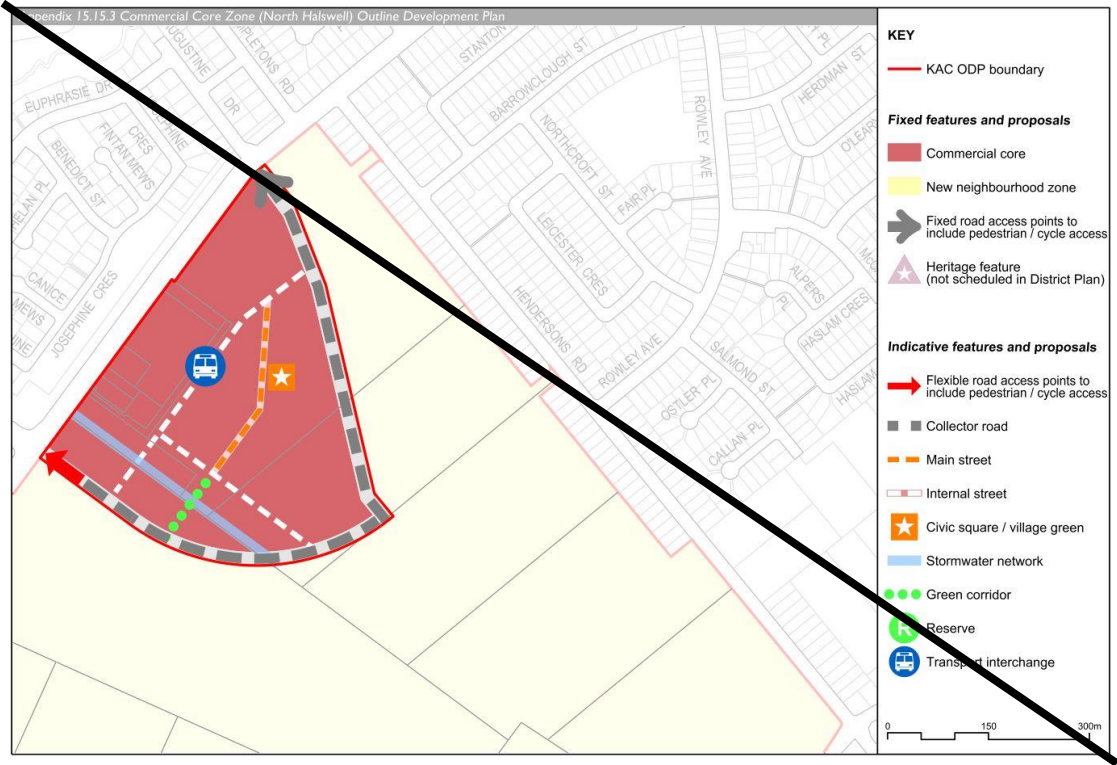 15.15.3 Commercial Core Zone (North Halswell) Outline Development Plan
STANTON
BARROWCLOUGH ST
HERDMAN ST
EUPHRASIE DR
DR
CRES
FINTAN MEWS
BENEDICT ST
NORTHCROFT ST
ROWLEY AVE
FAIR PL
LEICESTER CRES
ALPERS
PL
CANICE
MEWS
JOSEPHINE CRES
HENDERSONS RD
ROWLEY AVE
SALMOND ST
HASLAM CRES
HASLAM
OSTLER PL
CALLAN PL
KEY
KAC ODP boundary
Fixed features and proposals
Commercial core
New neighbourhood zone
Fixed road access points to
include pedestrian / cycle access
Heritage feature
(not scheduled in District Plan)
Indicative features and proposals
Flexible road access points to
include pedestrian / cycle access
Collector road
Main street
Internal street
Civic square / village green
Stormwater network
Green corridor
R
Reserve
Transport interchange
0 150 300m